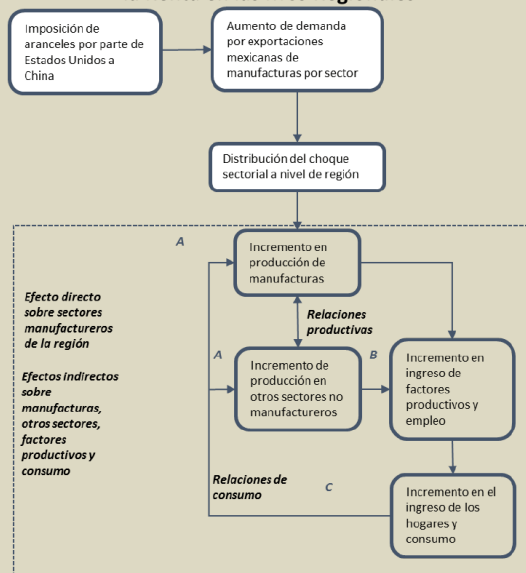 Imposición de
aranceles por parte de
Estados Unidos a
China
Aumento de demanda
por exportaciones
mexicanas de
manufacturas por sector
Distribución del choque
sectorial a nivel de región
A
Incremento en
producción de
manufacturas
Efecto directo
sobre sectores
manufactureros
de la región
Relaciones
productivas
A
Incremento de
producción en
otros sectores no
manufactureros
B
Incremento en
ingreso de
factores
productivos y
empleo
Efectos indirectos
sobre
manufacturas,
otros sectores,
factores
productivos y
consumo
Relaciones de
consumo
C
Incremento en el
ingreso de los
hogares y
consumo